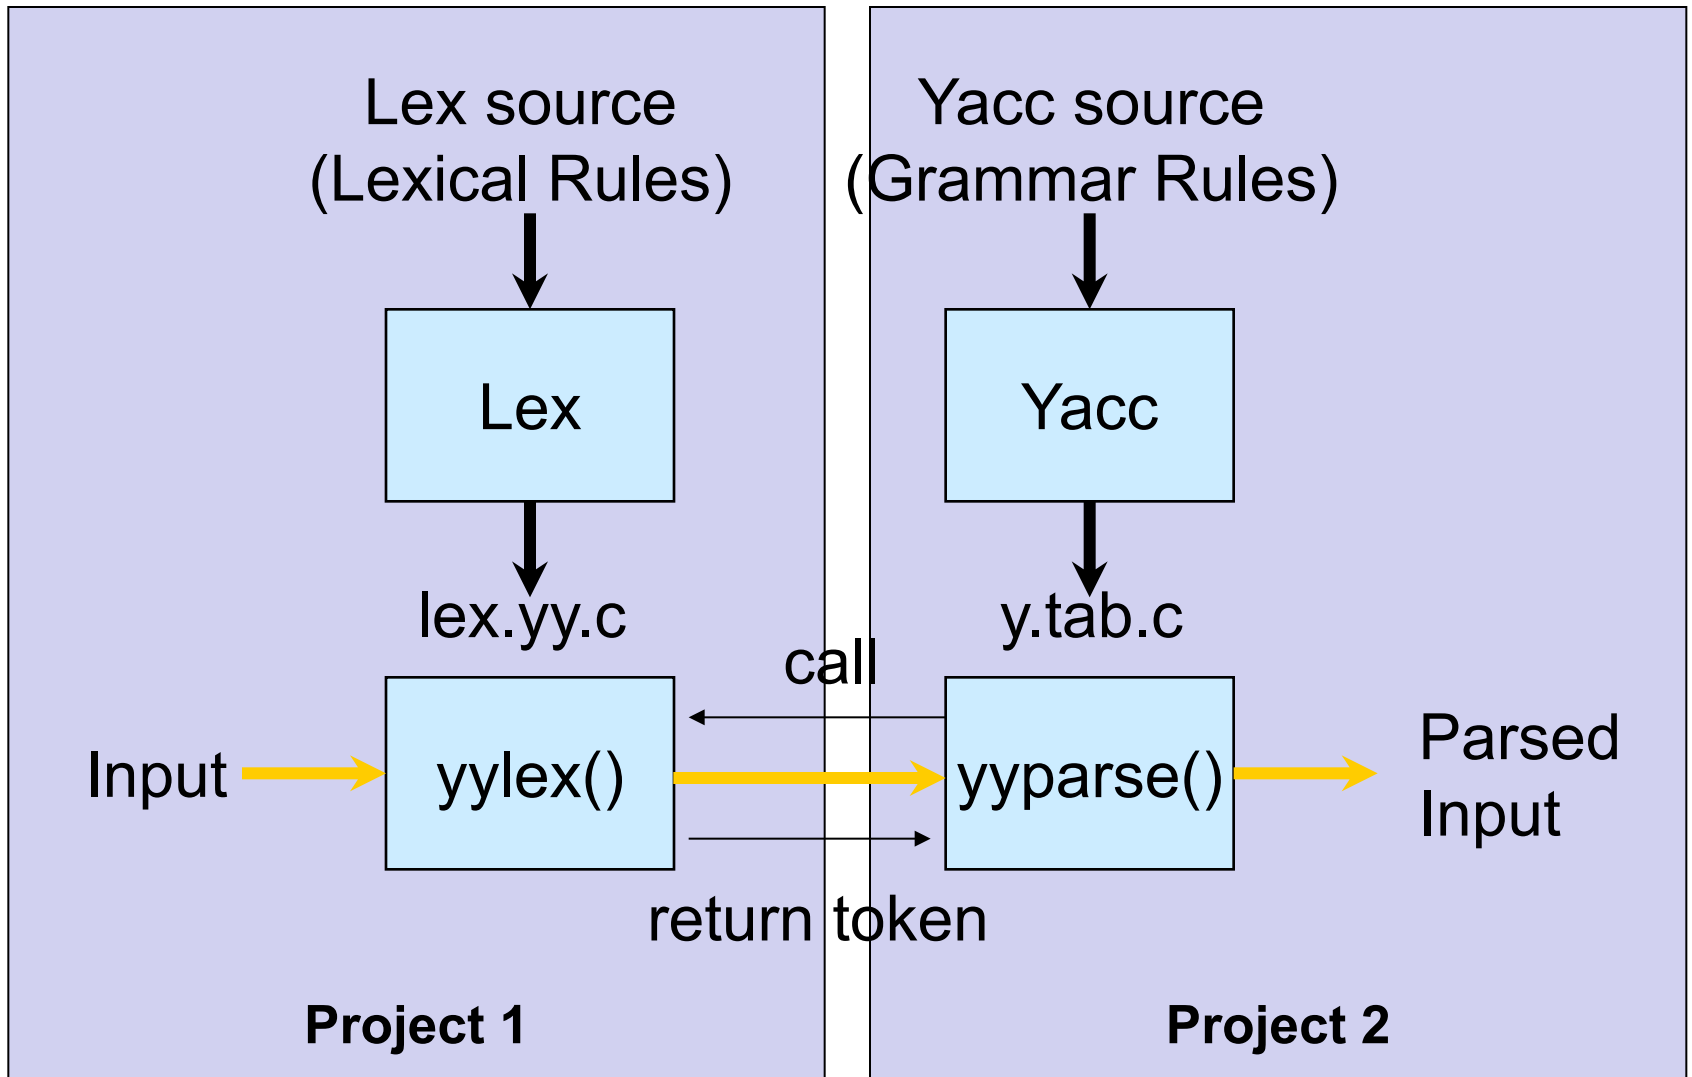 Lex source
(Lexical Rules)
Yacc source
(Grammar Rules)
Lex
Yacc
lex.yy.c
y.tab.c
call
Input
yylex()
yyparse()
Parsed
Input
return token
Project 1
Project 2